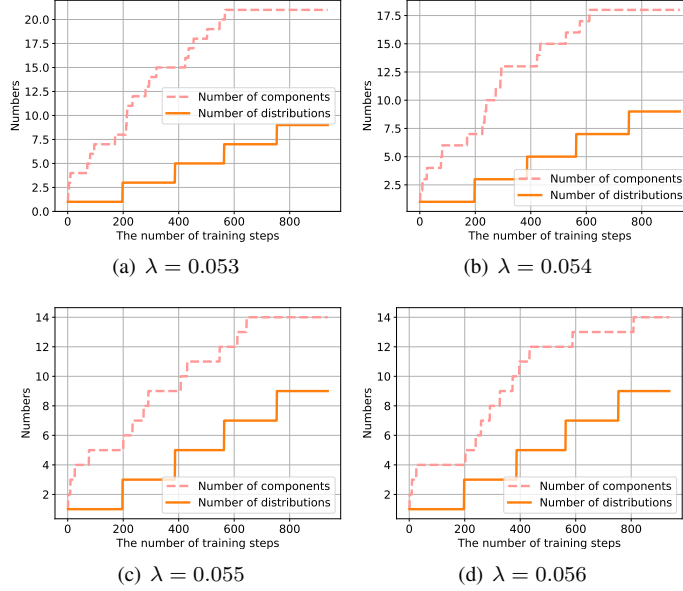 20.0
17.5
15.0
12.5
10.0
7.5
5.0
2.5
0.0
Numbers
Number of components
Number of distributions
0 200 400 600 800
The number of training steps
(a) λ = 0.053
17.5
15.0
12.5
10.0
7.5
5.0
2.5
Numbers
Number of components
Number of distributions
0 200 400 600 800
The number of training steps
(b) λ = 0.054
14
12
10
8
6
4
2
Numbers
Number of components
Number of distributions
0 200 400 600 800
The number of training steps
(c) λ = 0.055
14
12
10
8
6
4
2
Numbers
Number of components
Number of distributions
0 200 400 600 800
The number of training steps
(d) λ = 0.056